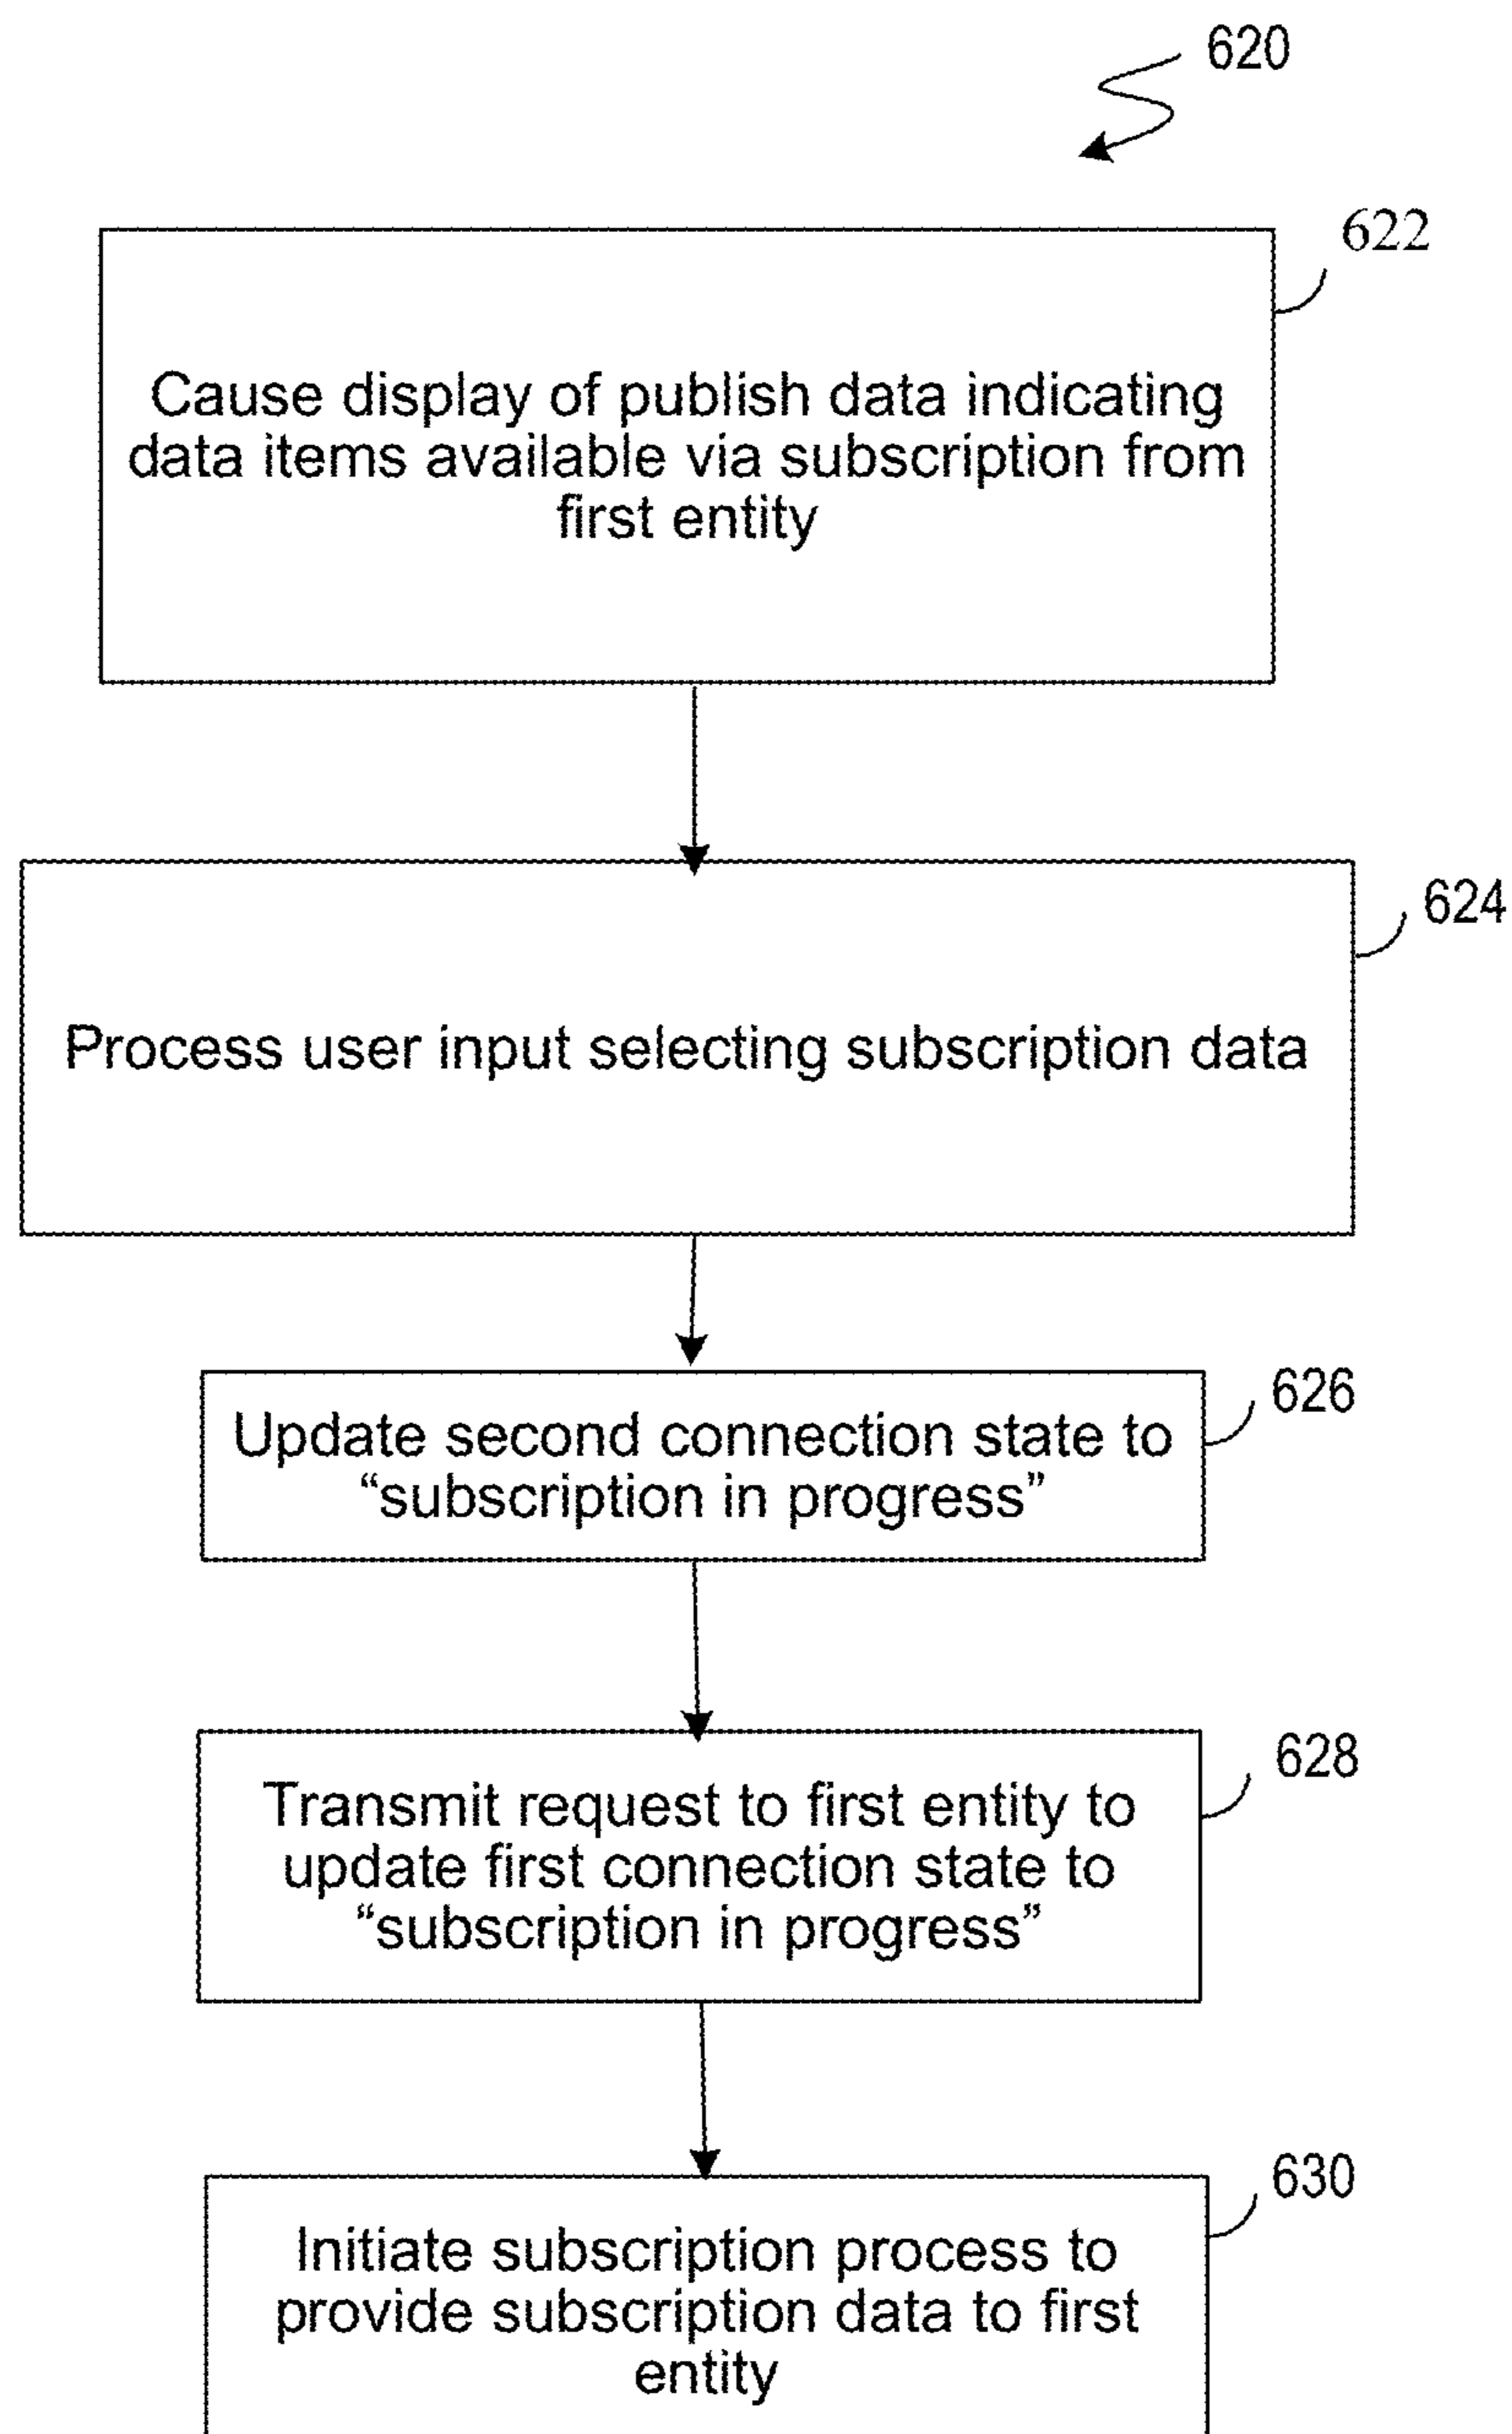 620
622
Cause display of publish data indicating
data items available via subscription from
first entity
624
Process user input selecting subscription data
626
Update second connection state to
“subscription in progress”
628
Transmit request to first entity to
update first connection state to
“subscription in progress”
630
Initiate subscription process to
provide subscription data to first
entity